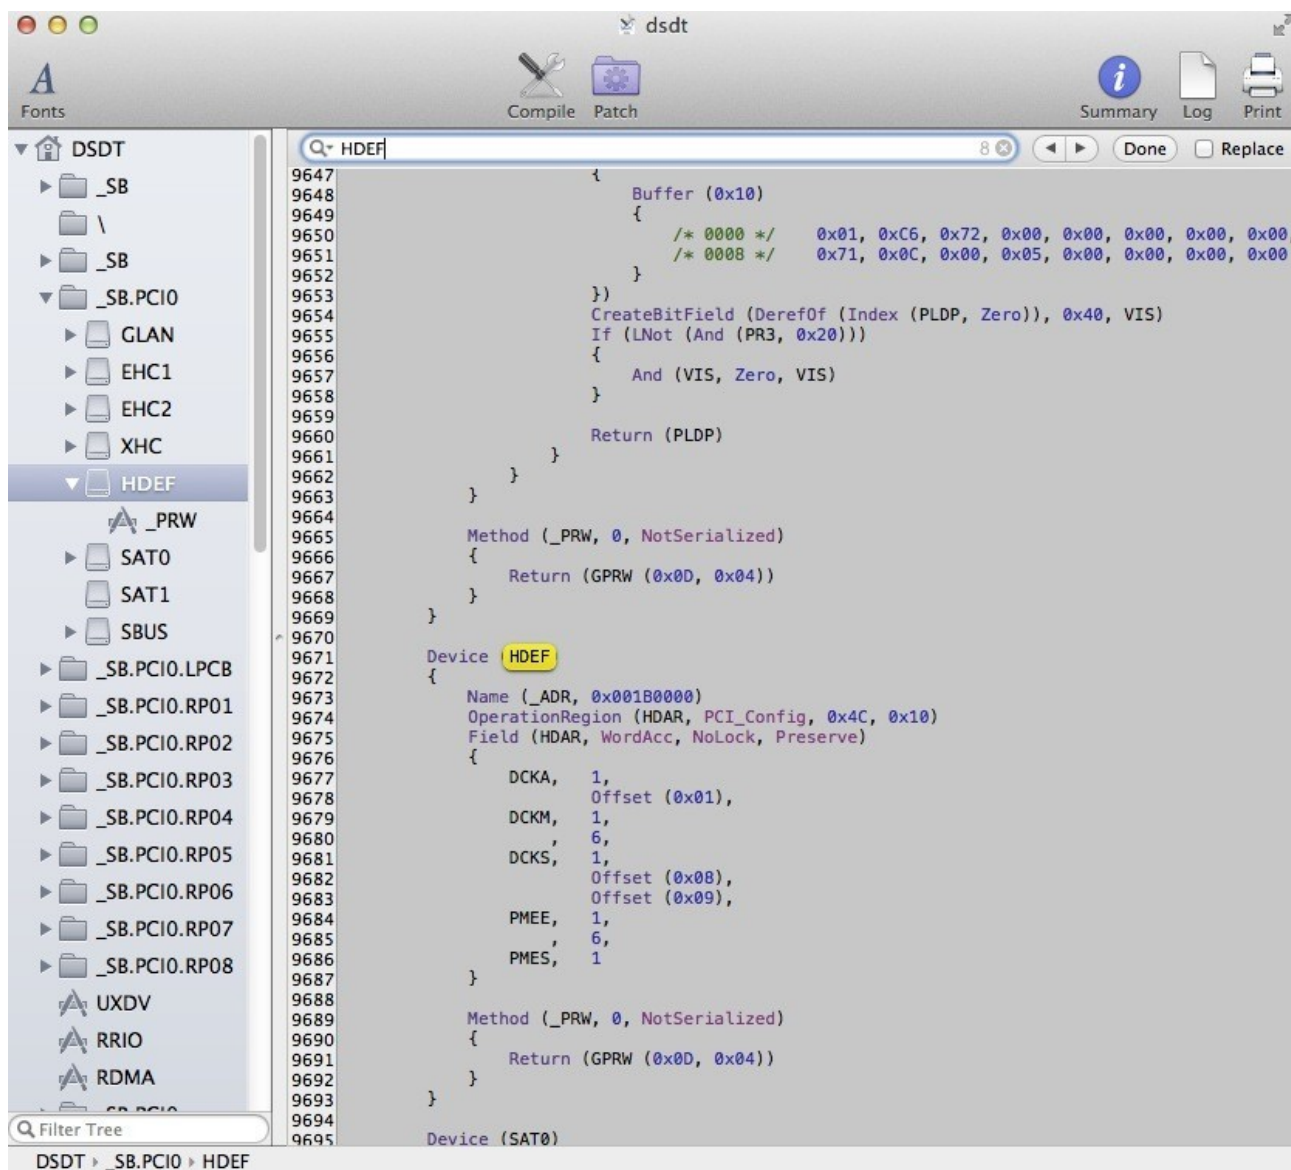 dsdt
Fonts
Compile
Patch
Summary
Log
Print
HDEF
8
Done
Replace
DSDT
_SB
\
_SB
_SB.PCI0
GLAN
EHC1
EHC2
XHC
HDEF
_PRW
SAT0
SAT1
SBUS
_SB.PCI0.LPCB
_SB.PCI0.RP01
_SB.PCI0.RP02
_SB.PCI0.RP03
_SB.PCI0.RP04
_SB.PCI0.RP05
_SB.PCI0.RP06
_SB.PCI0.RP07
_SB.PCI0.RP08
UXDV
RRIO
RDMA
Filter Tree
9647 {
9648 Buffer (0x10)
9649 {
9650 /* 0000 */ 0x01, 0xC6, 0x72, 0x00, 0x00, 0x00, 0x00, 0x00,
9651 /* 0008 */ 0x71, 0x0C, 0x00, 0x05, 0x00, 0x00, 0x00, 0x00
9652 }
9653 })
9654 CreateBitField (DerefOf (Index (PLDP, Zero)), 0x40, VIS)
9655 If (LNot (And (PR3, 0x20)))
9656 {
9657 And (VIS, Zero, VIS)
9658 }
9659
9660 Return (PLDP)
9661 }
9662 }
9663 }
9664
9665 Method (_PRW, 0, NotSerialized)
9666 {
9667 Return (GPRW (0x0D, 0x04))
9668 }
9669 }
9670
9671 Device (HDEF
9672 {
9673 Name (_ADR, 0x001B0000)
9674 OperationRegion (HDAR, PCI_Config, 0x4C, 0x10)
9675 Field (HDAR, WordAcc, NoLock, Preserve)
9676 {
9677 DCKA, 1,
9678 Offset (0x01),
9679 DCKM, 1,
9680 , 6,
9681 DCKS, 1,
9682 Offset (0x08),
9683 Offset (0x09),
9684 PMEE, 1,
9685 , 6,
9686 PMES, 1
9687 }
9688
9689 Method (_PRW, 0, NotSerialized)
9690 {
9691 Return (GPRW (0x0D, 0x04))
9692 }
9693 }
9694
9695 Device (SAT0)
DSDT ▸ _SB.PCI0 ▸ HDEF